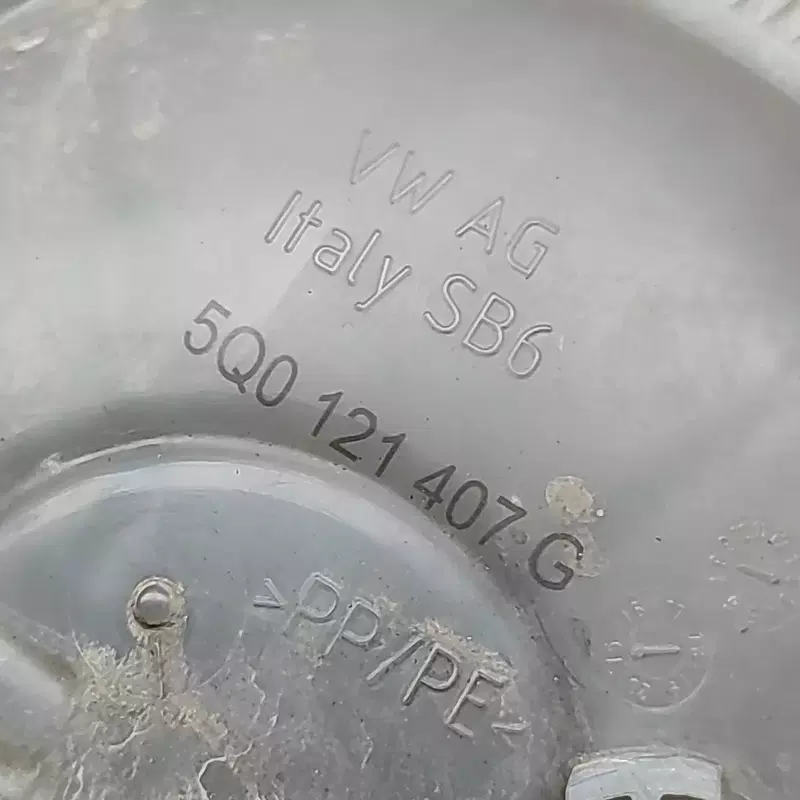 VW AG
Italy SB6
5Q0 121 407 G
>PP/PE<